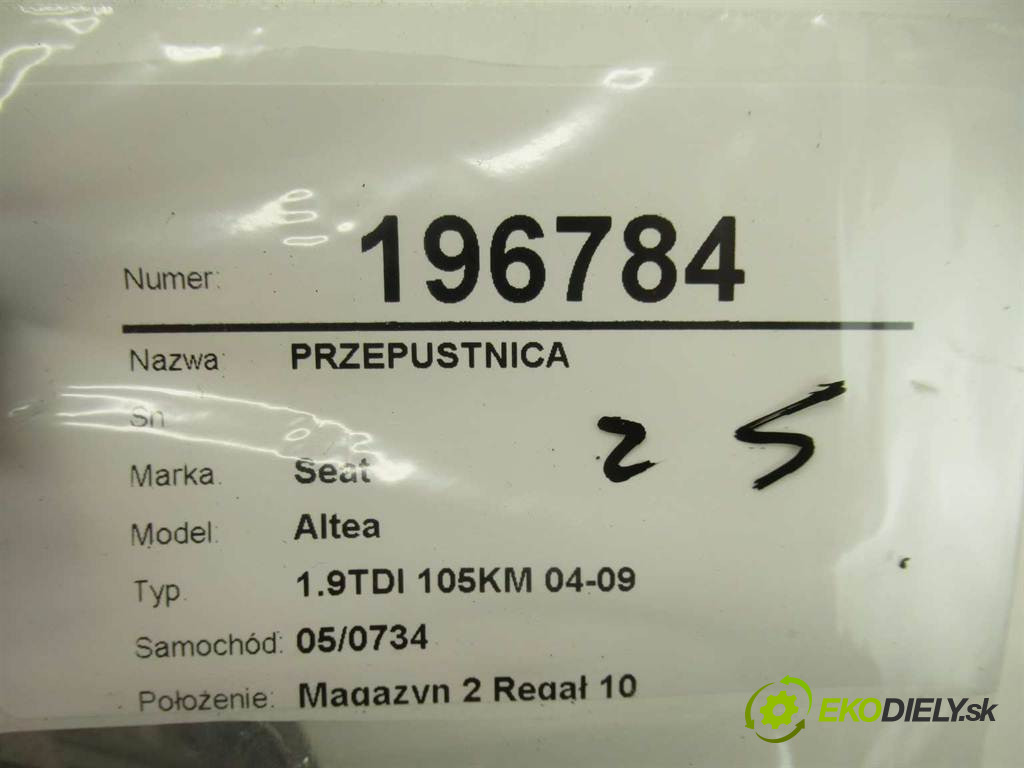 Numer: 196784
Nazwa: PRZEPUSTNICA
Sn
2 5
Marka. Seat
Model: Altea
Typ. 1.9TDI 105KM 04-09
Samochód: 05/0734
Położenie: Magazyn 2 Regał 10
EKODIELY.sk